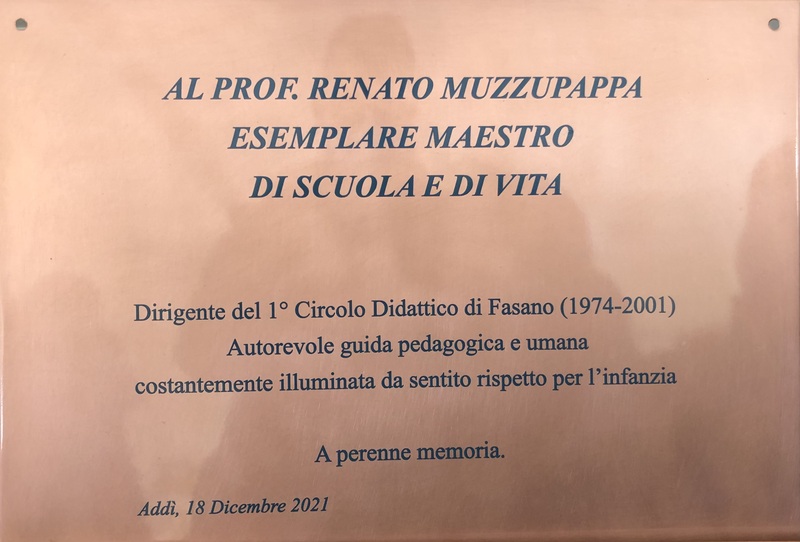 AL PROF. RENATO MUZZUPAPPA
ESEMPLARE MAESTRO
DI SCUOLA E DI VITA
Dirigente del 1° Circolo Didattico di Fasano (1974-2001)
Autorevole guida pedagogica e umana
costantemente illuminata da sentito rispetto per l’infanzia
A perenne memoria.
Addì, 18 Dicembre 2021